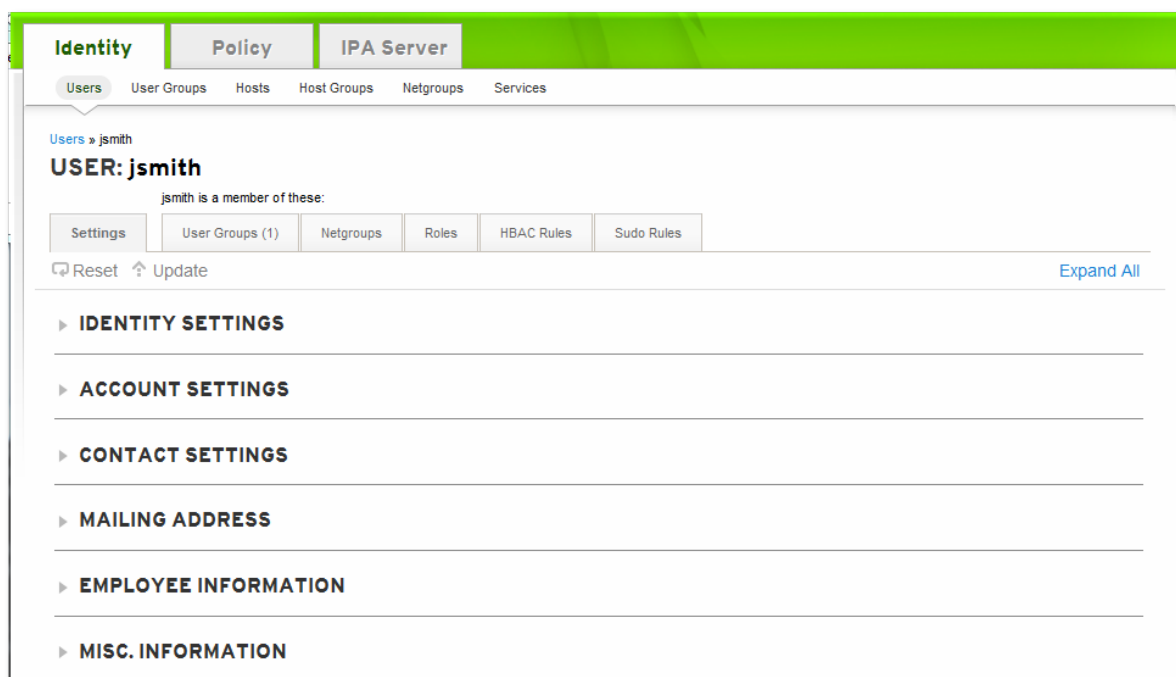 Identity Policy IPA Server
Users User Groups Hosts Host Groups Netgroups Services
Users » jsmith
USER: jsmith
jsmith is a member of these:
Settings User Groups (1) Netgroups Roles HBAC Rules Sudo Rules
Reset Update Expand All
IDENTITY SETTINGS
ACCOUNT SETTINGS
CONTACT SETTINGS
MAILING ADDRESS
EMPLOYEE INFORMATION
MISC. INFORMATION